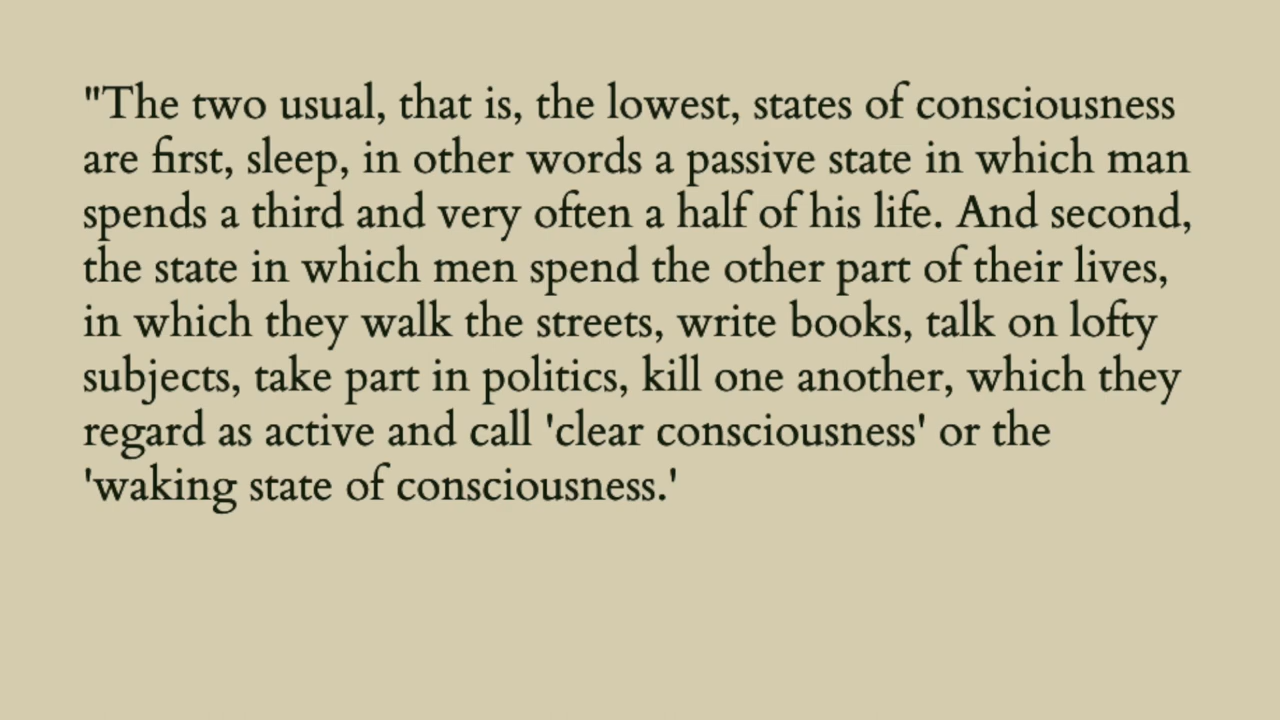 "The two usual, that is, the lowest, states of consciousness
are first, sleep, in other words a passive state in which man
spends a third and very often a half of his life. And second,
the state in which men spend the other part of their lives,
in which they walk the streets, write books, talk on lofty
subjects, take part in politics, kill one another, which they
regard as active and call 'clear consciousness' or the
'waking state of consciousness.'